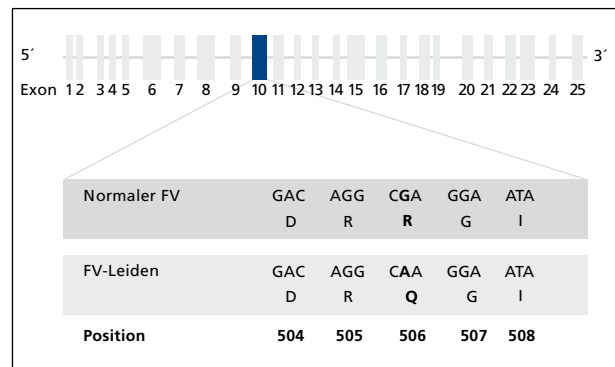 5´ 3´
Exon 1 2 3 4 5 6 7 8 9 10 11 12 13 14 15 16 17 18 19 20 21 22 23 24 25
Normaler FV GAC AGG CGA GGA ATA
D R R G I
FV-Leiden GAC AGG CAA GGA ATA
D R Q G I
Position 504 505 506 507 508